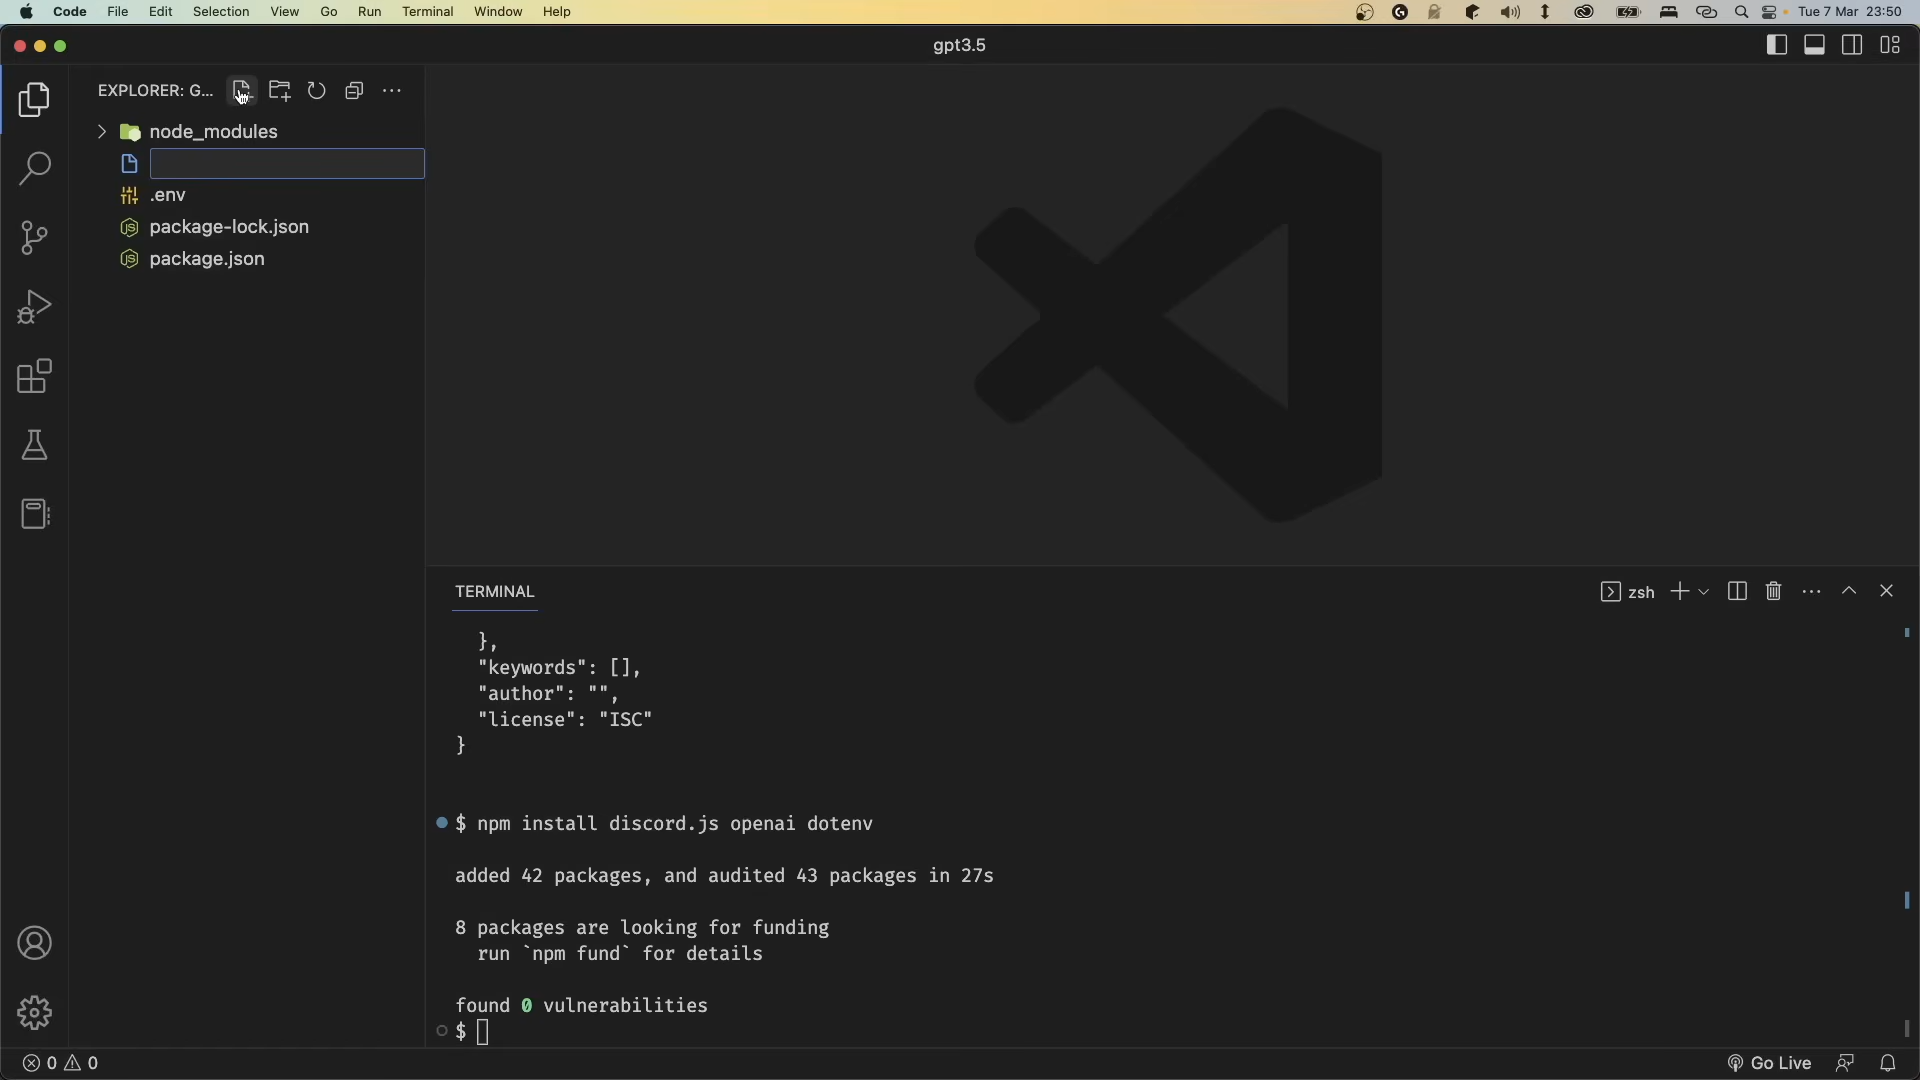 Code File Edit Selection View Go Run Terminal Window Help Tue 7 Mar 23:50
gpt3.5
EXPLORER: G...
node_modules
.env
package-lock.json
package.json
TERMINAL
zsh
},
"keywords": [],
"author": "",
"license": "ISC"
}
$ npm install discord.js openai dotenv
added 42 packages, and audited 43 packages in 27s
8 packages are looking for funding
run `npm fund` for details
found 0 vulnerabilities
$
0 0 Go Live